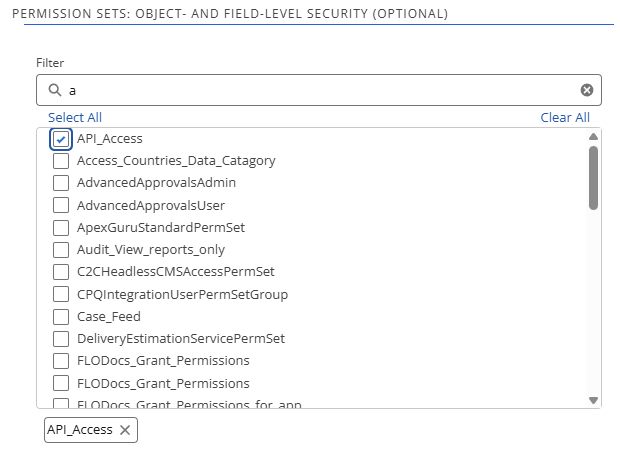 PERMISSION SETS: OBJECT- AND FIELD-LEVEL SECURITY (OPTIONAL)
Filter
a
Select All Clear All
API_Access
Access_Countries_Data_Catagory
AdvancedApprovalsAdmin
AdvancedApprovalsUser
ApexGuruStandardPermSet
Audit_View_reports_only
C2CHeadlessCMSAccessPermSet
CPQIntegrationUserPermSetGroup
Case_Feed
DeliveryEstimationServicePermSet
FLODocs_Grant_Permissions
FLODocs_Grant_Permissions
FLODocs_Grant_Permissions_for_app
API_Access